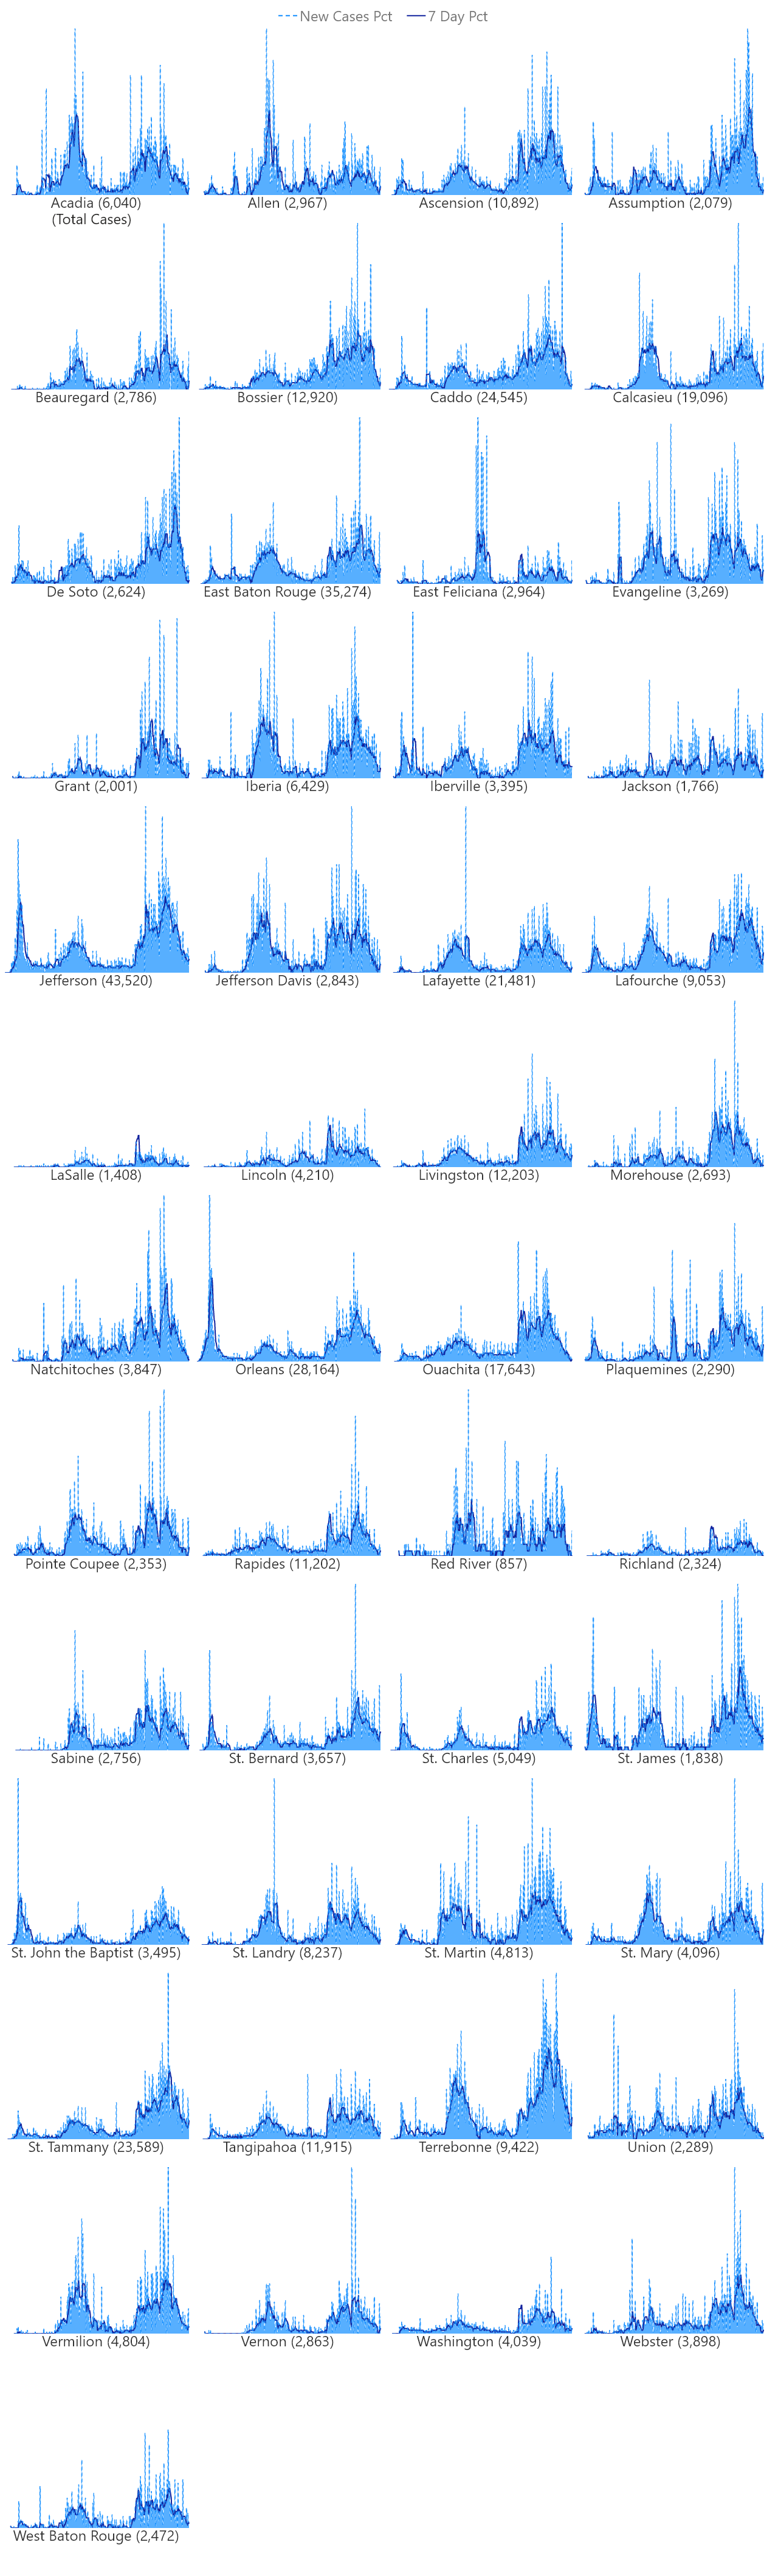 New Cases Pct 7 Day Pct
Acadia (6,040) Allen (2,967) Ascension (10,892) Assumption (2,079)
(Total Cases)
Beauregard (2,786) Bossier (12,920) Caddo (24,545) Calcasieu (19,096)
De Soto (2,624) East Baton Rouge (35,274) East Feliciana (2,964) Evangeline (3,269)
Grant (2,001) Iberia (6,429) Iberville (3,395) Jackson (1,766)
Jefferson (43,520) Jefferson Davis (2,843) Lafayette (21,481) Lafourche (9,053)
LaSalle (1,408) Lincoln (4,210) Livingston (12,203) Morehouse (2,693)
Natchitoches (3,847) Orleans (28,164) Ouachita (17,643) Plaquemines (2,290)
Pointe Coupee (2,353) Rapides (11,202) Red River (857) Richland (2,324)
Sabine (2,756) St. Bernard (3,657) St. Charles (5,049) St. James (1,838)
St. John the Baptist (3,495) St. Landry (8,237) St. Martin (4,813) St. Mary (4,096)
St. Tammany (23,589) Tangipahoa (11,915) Terrebonne (9,422) Union (2,289)
Vermilion (4,804) Vernon (2,863) Washington (4,039) Webster (3,898)
West Baton Rouge (2,472)